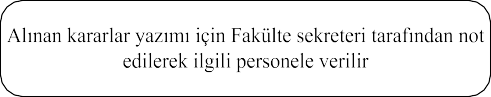 Alınan kararlar yazımı için Fakülte sekreteri tarafından not
edilerek ilgili personele verilir